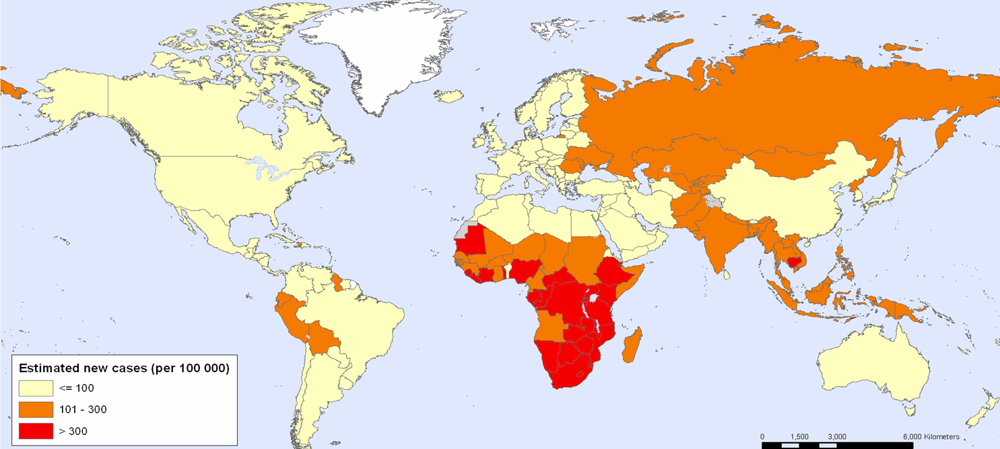 Estimated new cases (per 100 000)
<= 100
101 - 300
> 300
0 1,500 3,000 6,000 Kilometers